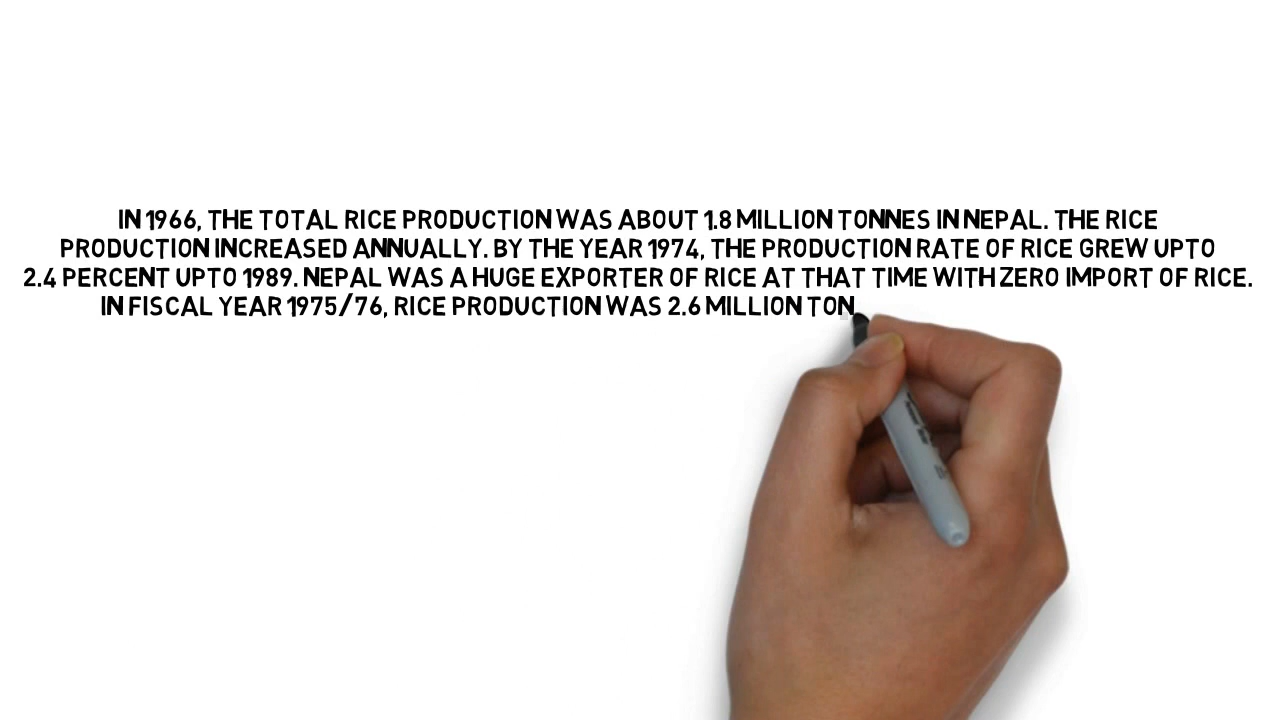 IN 1966, THE TOTAL RICE PRODUCTION WAS ABOUT 1.8 MILLION TONNES IN NEPAL. THE RICE
PRODUCTION INCREASED ANNUALLY. BY THE YEAR 1974, THE PRODUCTION RATE OF RICE GREW UPTO
2.4 PERCENT UPTO 1989. NEPAL WAS A HUGE EXPORTER OF RICE AT THAT TIME WITH ZERO IMPORT OF RICE.
IN FISCAL YEAR 1975/76, RICE PRODUCTION WAS 2.6 MILLION TON